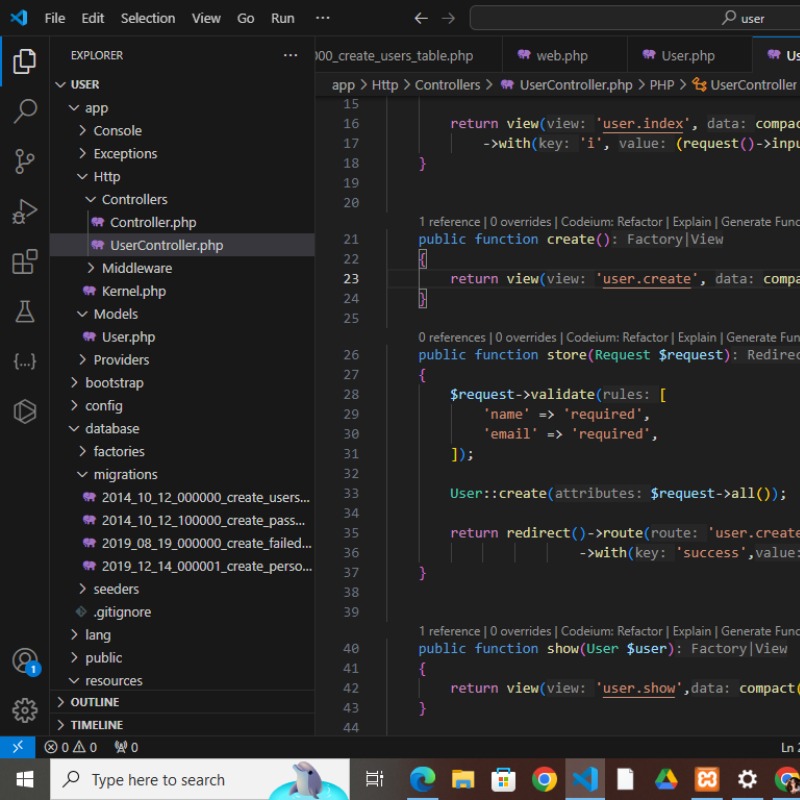 File Edit Selection View Go Run ··· user
EXPLORER ···
USER
app
Console
Exceptions
Http
Controllers
Controller.php
UserController.php
Middleware
Kernel.php
Models
User.php
Providers
bootstrap
config
database
factories
migrations
2014_10_12_000000_create_users...
2014_10_12_100000_create_pass...
2019_08_19_000000_create_failed...
2019_12_14_000001_create_perso...
seeders
.gitignore
lang
public
resources
OUTLINE
TIMELINE
000_create_users_table.php web.php User.php Us
app > Http > Controllers > UserController.php > PHP > UserController
15
16 return view(view: 'user.index', data: compac
17 ->with(key: 'i', value: (request()->inpu
18 }
19
20
1 reference | 0 overrides | Codeium: Refactor | Explain | Generate Func
21 public function create(): Factory|View
22 {
23 return view(view: 'user.create', data: compa
24 }
25
0 references | 0 overrides | Codeium: Refactor | Explain | Generate Fun
26 public function store(Request $request): Redirec
27 {
28 $request->validate(rules: [
29 'name' => 'required',
30 'email' => 'required',
31 ]);
32
33 User::create(attributes: $request->all());
34
35 return redirect()->route(route: 'user.create
36 ->with(key: 'success',value:
37 }
38
39
1 reference | 0 overrides | Codeium: Refactor | Explain | Generate Func
40 public function show(User $user): Factory|View
41 {
42 return view(view: 'user.show',data: compact(
43 }
44
1
0 0 0 Ln 2
Type here to search